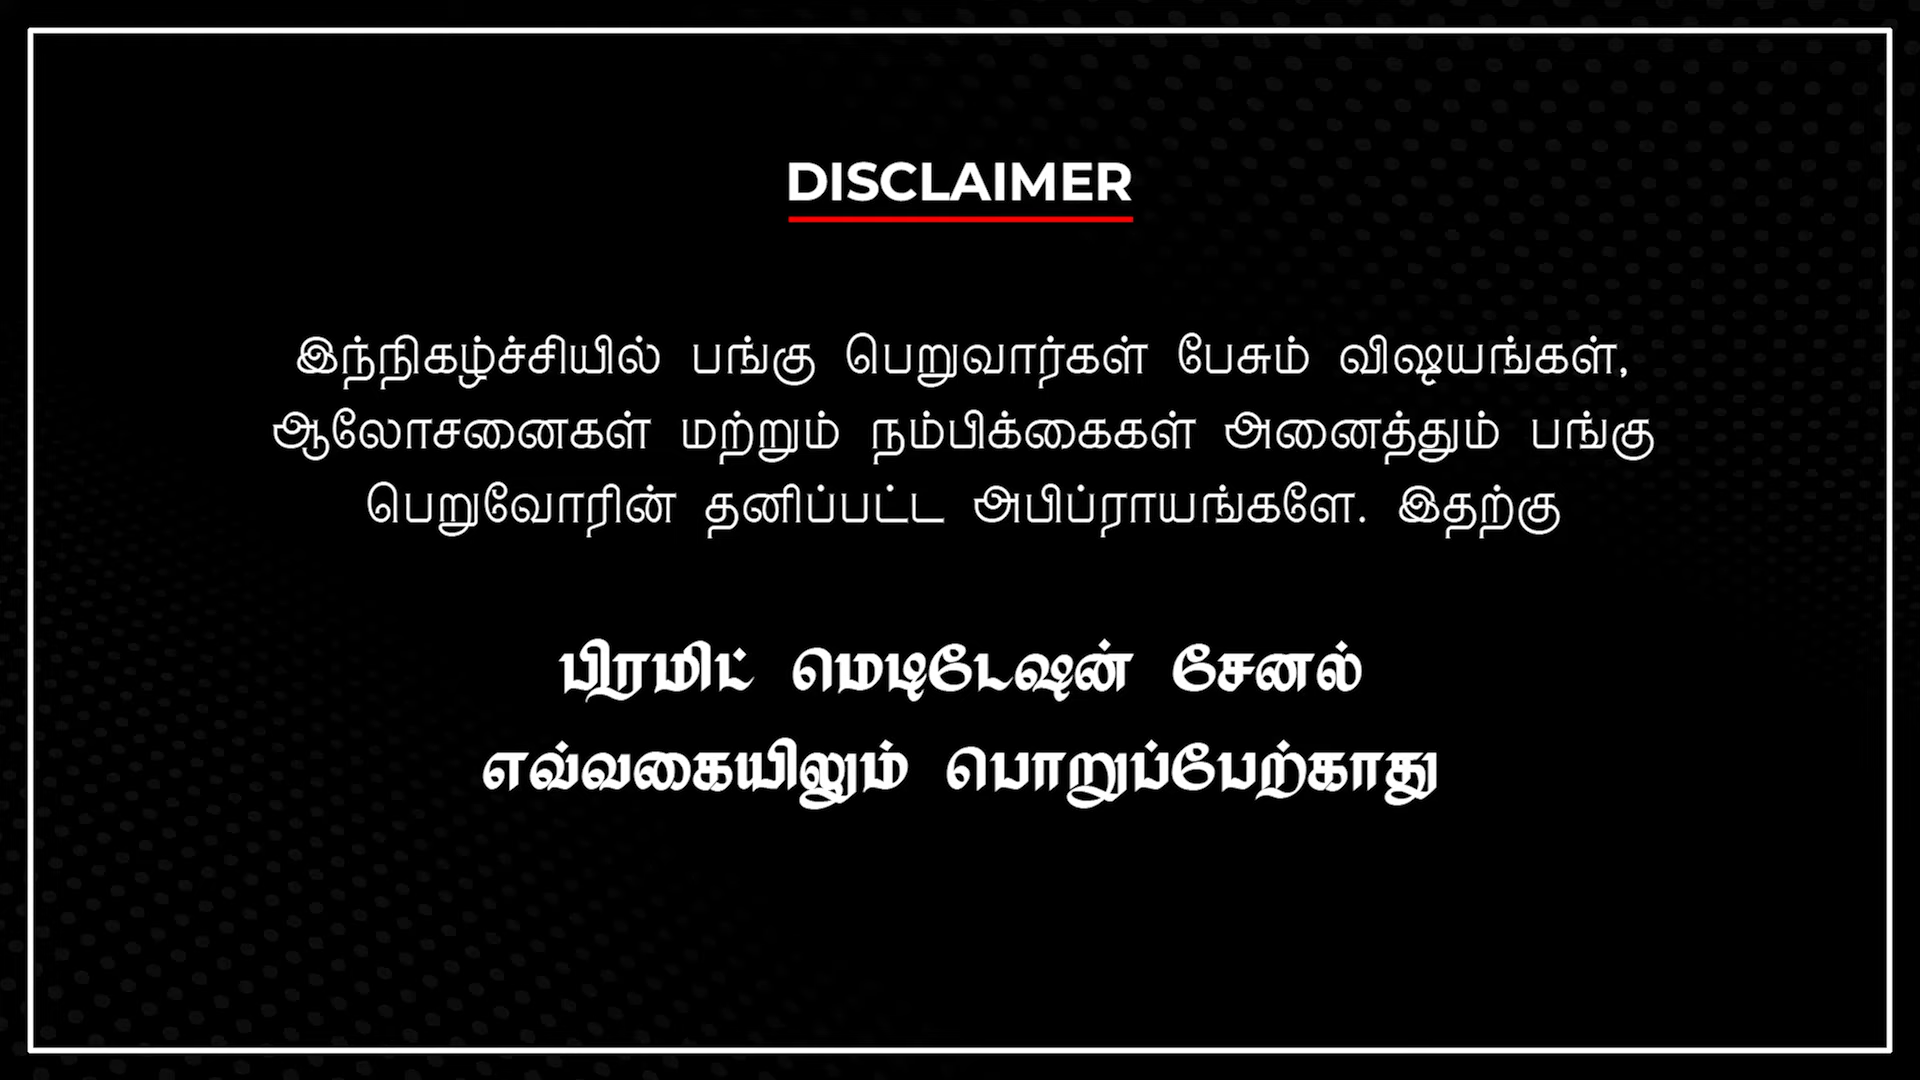 DISCLAIMER
இந்நிகழ்ச்சியில் பங்கு பெறுவார்கள் பேசும் விஷயங்கள்,
ஆலோசனைகள் மற்றும் நம்பிக்கைகள் அனைத்தும் பங்கு
பெறுவோரின் தனிப்பட்ட அபிப்ராயங்களே. இதற்கு
பிரமிட் மெடிடேஷன் சேனல்
எவ்வகையிலும் பொறுப்பேற்காது